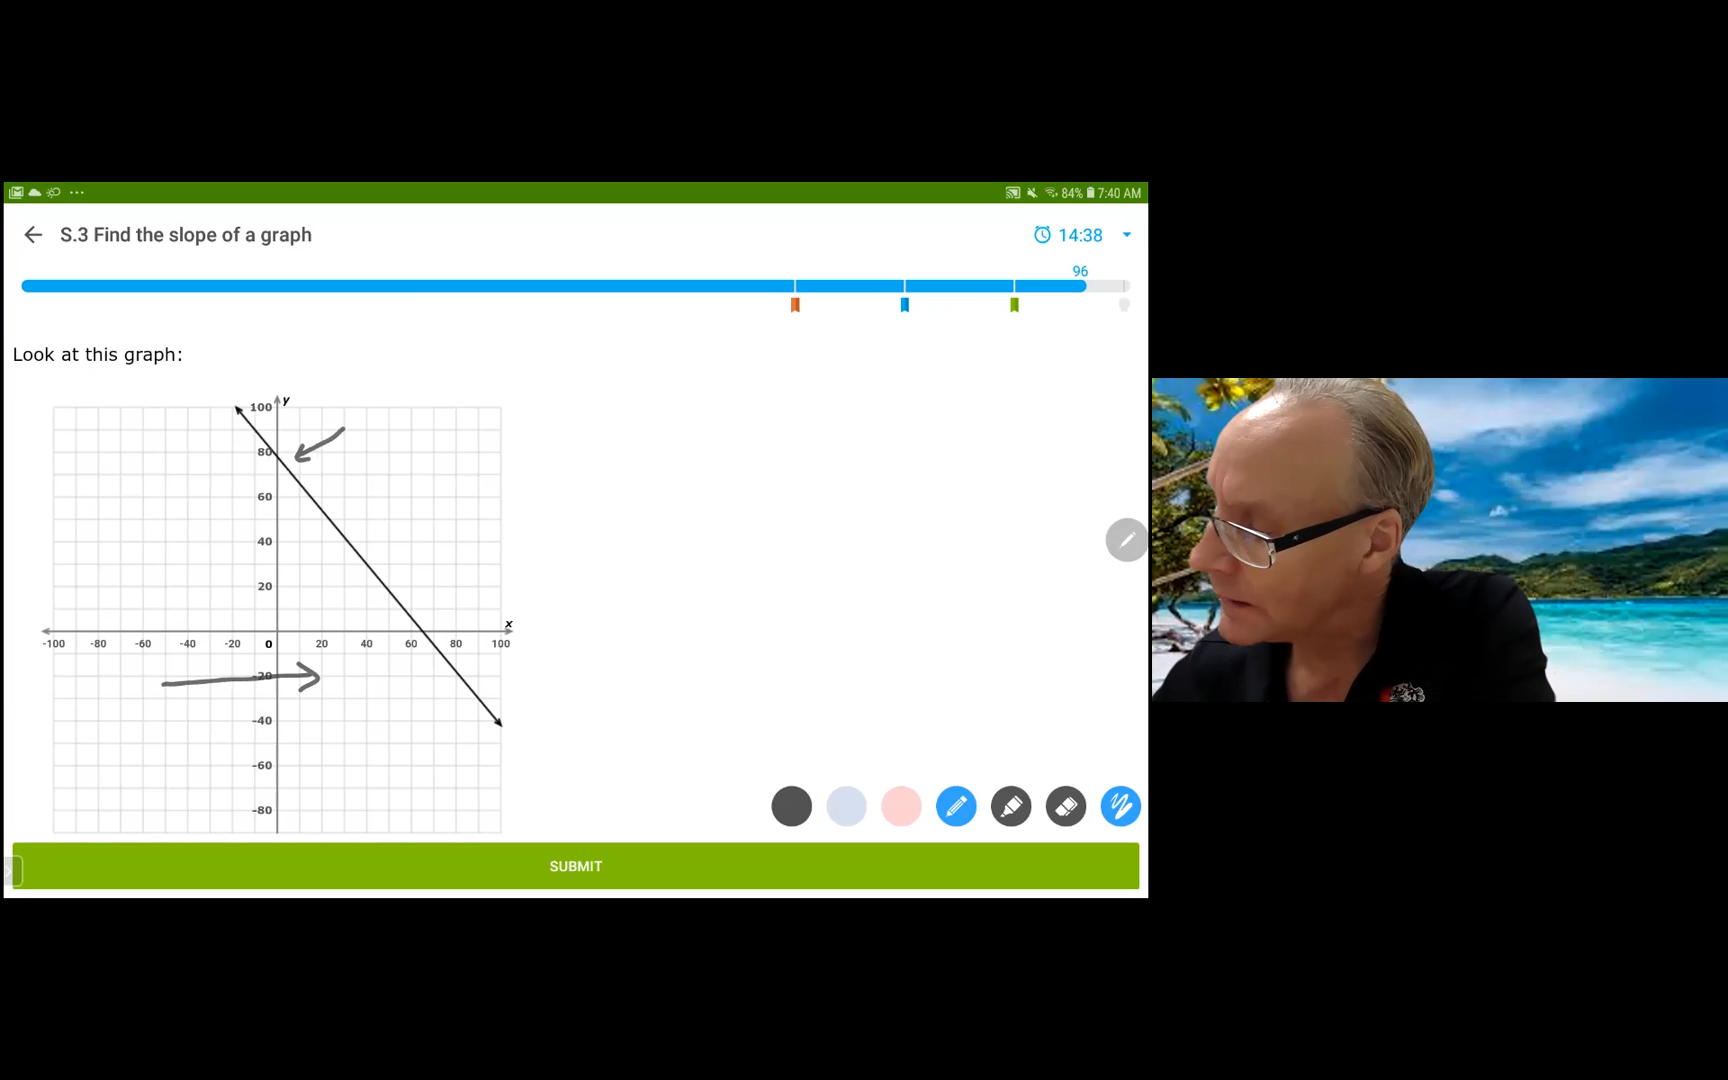 84% 7:40 AM
S.3 Find the slope of a graph
14:38
96
Look at this graph:
y
100
80
60
40
20
x
-100 -80 -60 -40 -20 0 20 40 60 80 100
-20
-40
-60
-80
SUBMIT